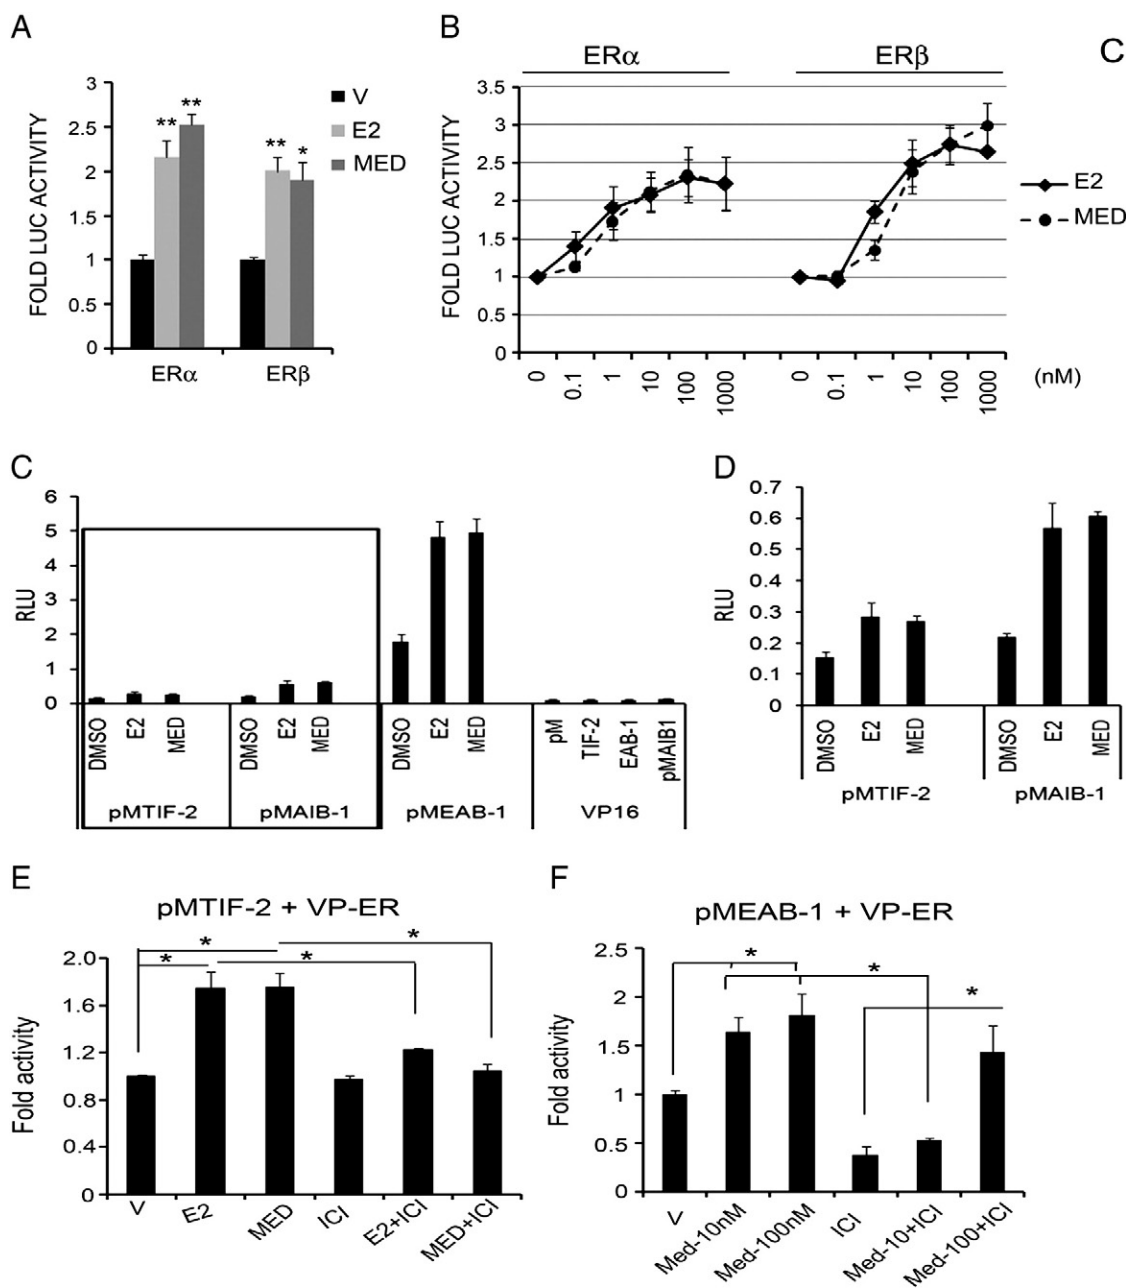 A
3
2.5
2
1.5
1
0.5
0
FOLD LUC ACTIVITY
** **
** *
V
E2
MED
ERα
ERβ
B
ERα
ERβ
C
3.5
3
2.5
2
1.5
1
0.5
0
FOLD LUC ACTIVITY
0 0.1 1 10 100 1000
0 0.1 1 10 100 1000
(nM)
E2
MED
C
6
5
4
3
2
1
0
RLU
DMSO E2 MED
DMSO E2 MED
DMSO E2 MED
pM TIF-2 EAB-1 pMAIB1
pMTIF-2
pMAIB-1
pMEAB-1
VP16
D
0.7
0.6
0.5
0.4
0.3
0.2
0.1
0
RLU
DMSO E2 MED
DMSO E2 MED
pMTIF-2
pMAIB-1
E
pMTIF-2 + VP-ER
*
*
*
*
2.0
1.6
1.2
0.8
0.4
0
Fold activity
V
E2
MED
ICI
E2+ICI
MED+ICI
F
pMEAB-1 + VP-ER
*
*
*
2.5
2
1.5
1
0.5
0
Fold activity
V
Med-10nM
Med-100nM
ICI
Med-10+ICI
Med-100+ICI